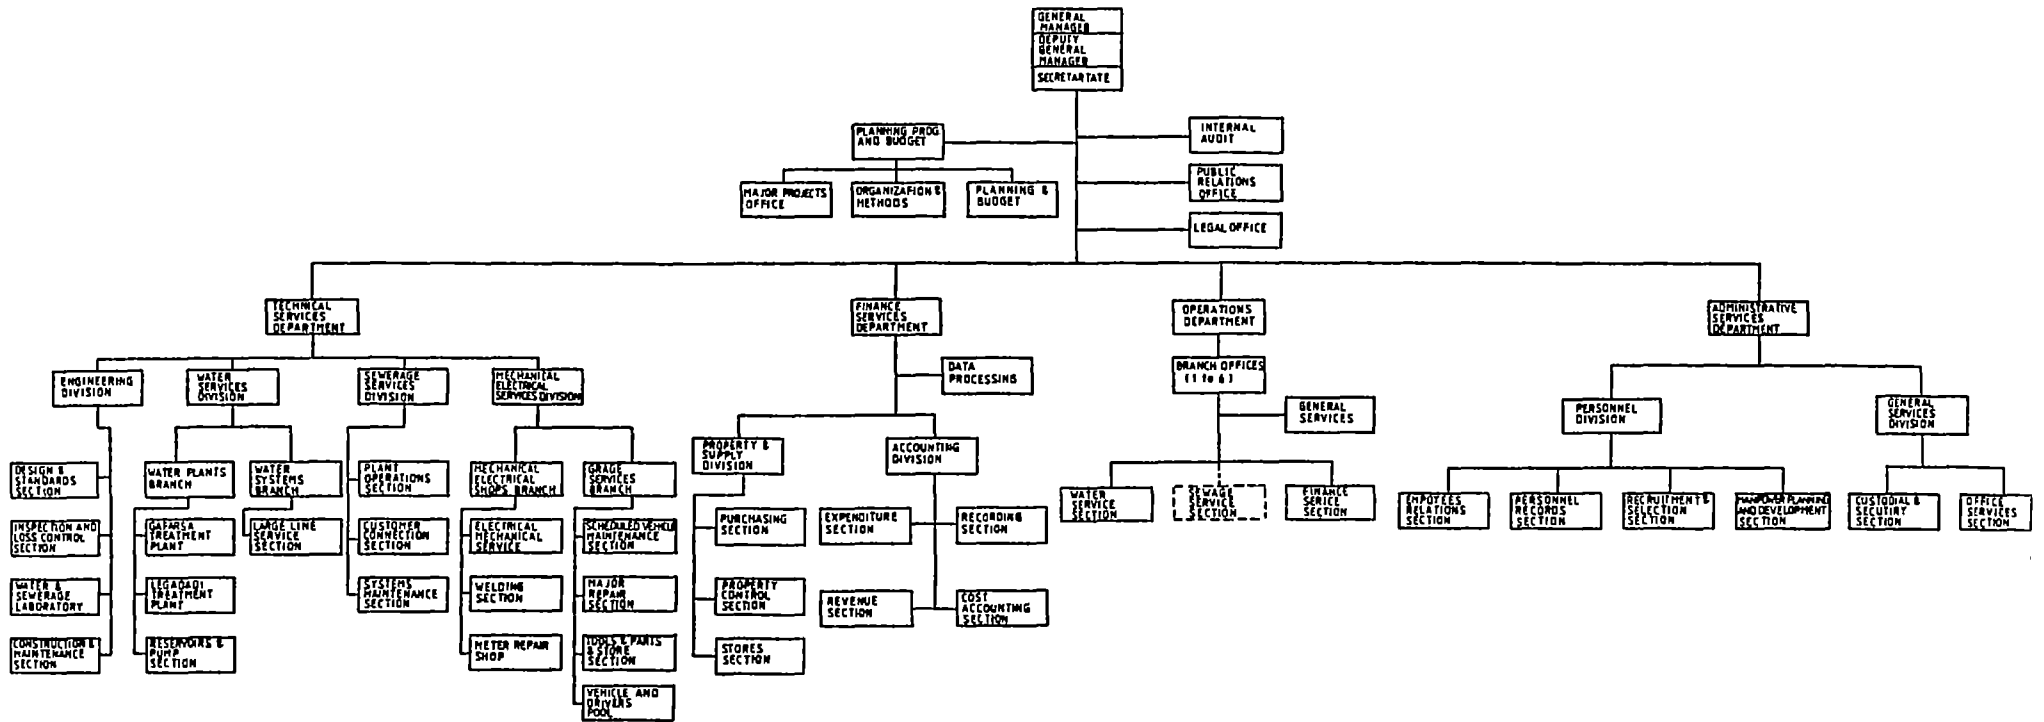 GENERAL
MANAGER
DEPUTY
GENERAL
MANAGER
SECRETARTATE
PLANNING PROG
AND BUDGET
INTERNAL
AUDIT
PUBLIC
RELATIONS
OFFICE
MAJOR PROJECTS
OFFICE
ORGANIZAFION &
METHODS
PLANNING &
BUDGET
LEGAL OFFICE
TECHNICAL
SERVICES
DEPARTMENT
FINANCE
SERVICES
DEPARTMENT
OPERATIONS
DEPARTMENT
ADMINISTRATIVE
SERVICES
DEPARTMENT
ENGINEERING
DIVISION
WATER
SERVICES
DIVISION
SEWERAGE
SERVICES
DIVISION
MECHANICAL
ELECTRICAL
SERVICES DIVISION
DATA
PROCESSING
BRANCH OFFICES
( 1 to 6 )
GENERAL
SERVICES
PERSONNEL
DIVISION
GENERAL
SERVICES
DIVISION
DESIGN &
STANDARDS
SECTION
WATER PLANTS
BRANCH
WATER
SYSTEMS
BRANCH
PLANT
OPERATIONS
SECTION
MECHANICAL
ELECTRICAL
SHOPS BRANCH
GRAGE
SERVICES
BRANCH
PROPERTY &
SUPPLY
DIVISION
ACCOUNTING
DIVISION
WATER
SERVICE
SECTION
SEWAGE
SERVICE
SECTION
FINANCE
SERICE
SECTION
EMPOTEES
RELATIONS
SECTION
PERSONNEL
RECORDS
SECTION
RECRUITMENT &
SELECTION
SECTION
MANPOWER PLANNING
AND DEVELOPMENT
SECTION
CUSTODIAL &
SECUTIRY
SECTION
OFFICE
SERVICES
SECTION
INSPECTION AND
LOSS CONTROL
SECTION
GAFARSA
TREATMENT
PLANT
LARGE LINE
SERVICE
SECTION
CUSTOMER
CONNECTION
SECTION
ELECTRICAL
MECHANICAL
SERVICE
SCHEDULED VEHICLE
MAINTENANCE
SECTION
PURCHASING
SECTION
EXPENDITURE
SECTION
RECORDING
SECTION
WATER &
SEWERAGE
LABORATORY
LEGADADI
TREATMENT
PLANT
SYSTEMS
MAINTENANCE
SECTION
WELDING
SECTION
MAJOR
REPAIR
SECTION
PROPERTY
CONTROL
SECTION
REVENUE
SECTION
COST
ACCOUNTING
SECTION
CONSTRUCTION &
MAINTENANCE
SECTION
RESERVOIRS &
PUMP
SECTION
METER REPAIR
SHOP
TOOLS & PARTS
& STORE
SECTION
STORES
SECTION
VEHICLE AND
DRIVERS
POOL